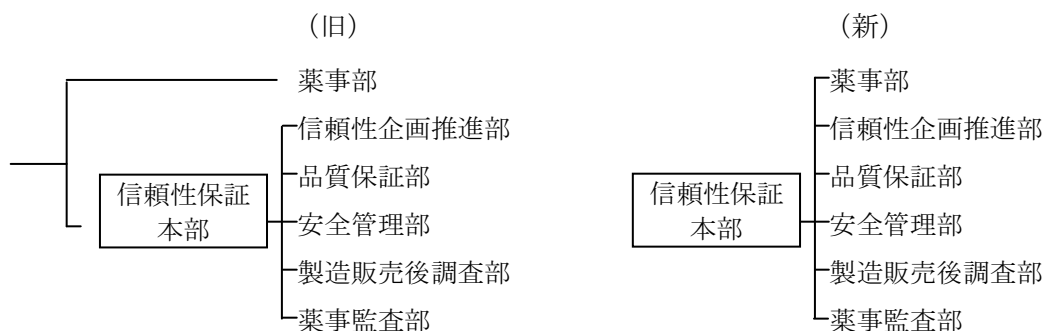 （旧）
薬事部
信頼性企画推進部
品質保証部
信頼性保証
本部
安全管理部
製造販売後調査部
薬事監査部
（新）
薬事部
信頼性企画推進部
品質保証部
信頼性保証
本部
安全管理部
製造販売後調査部
薬事監査部